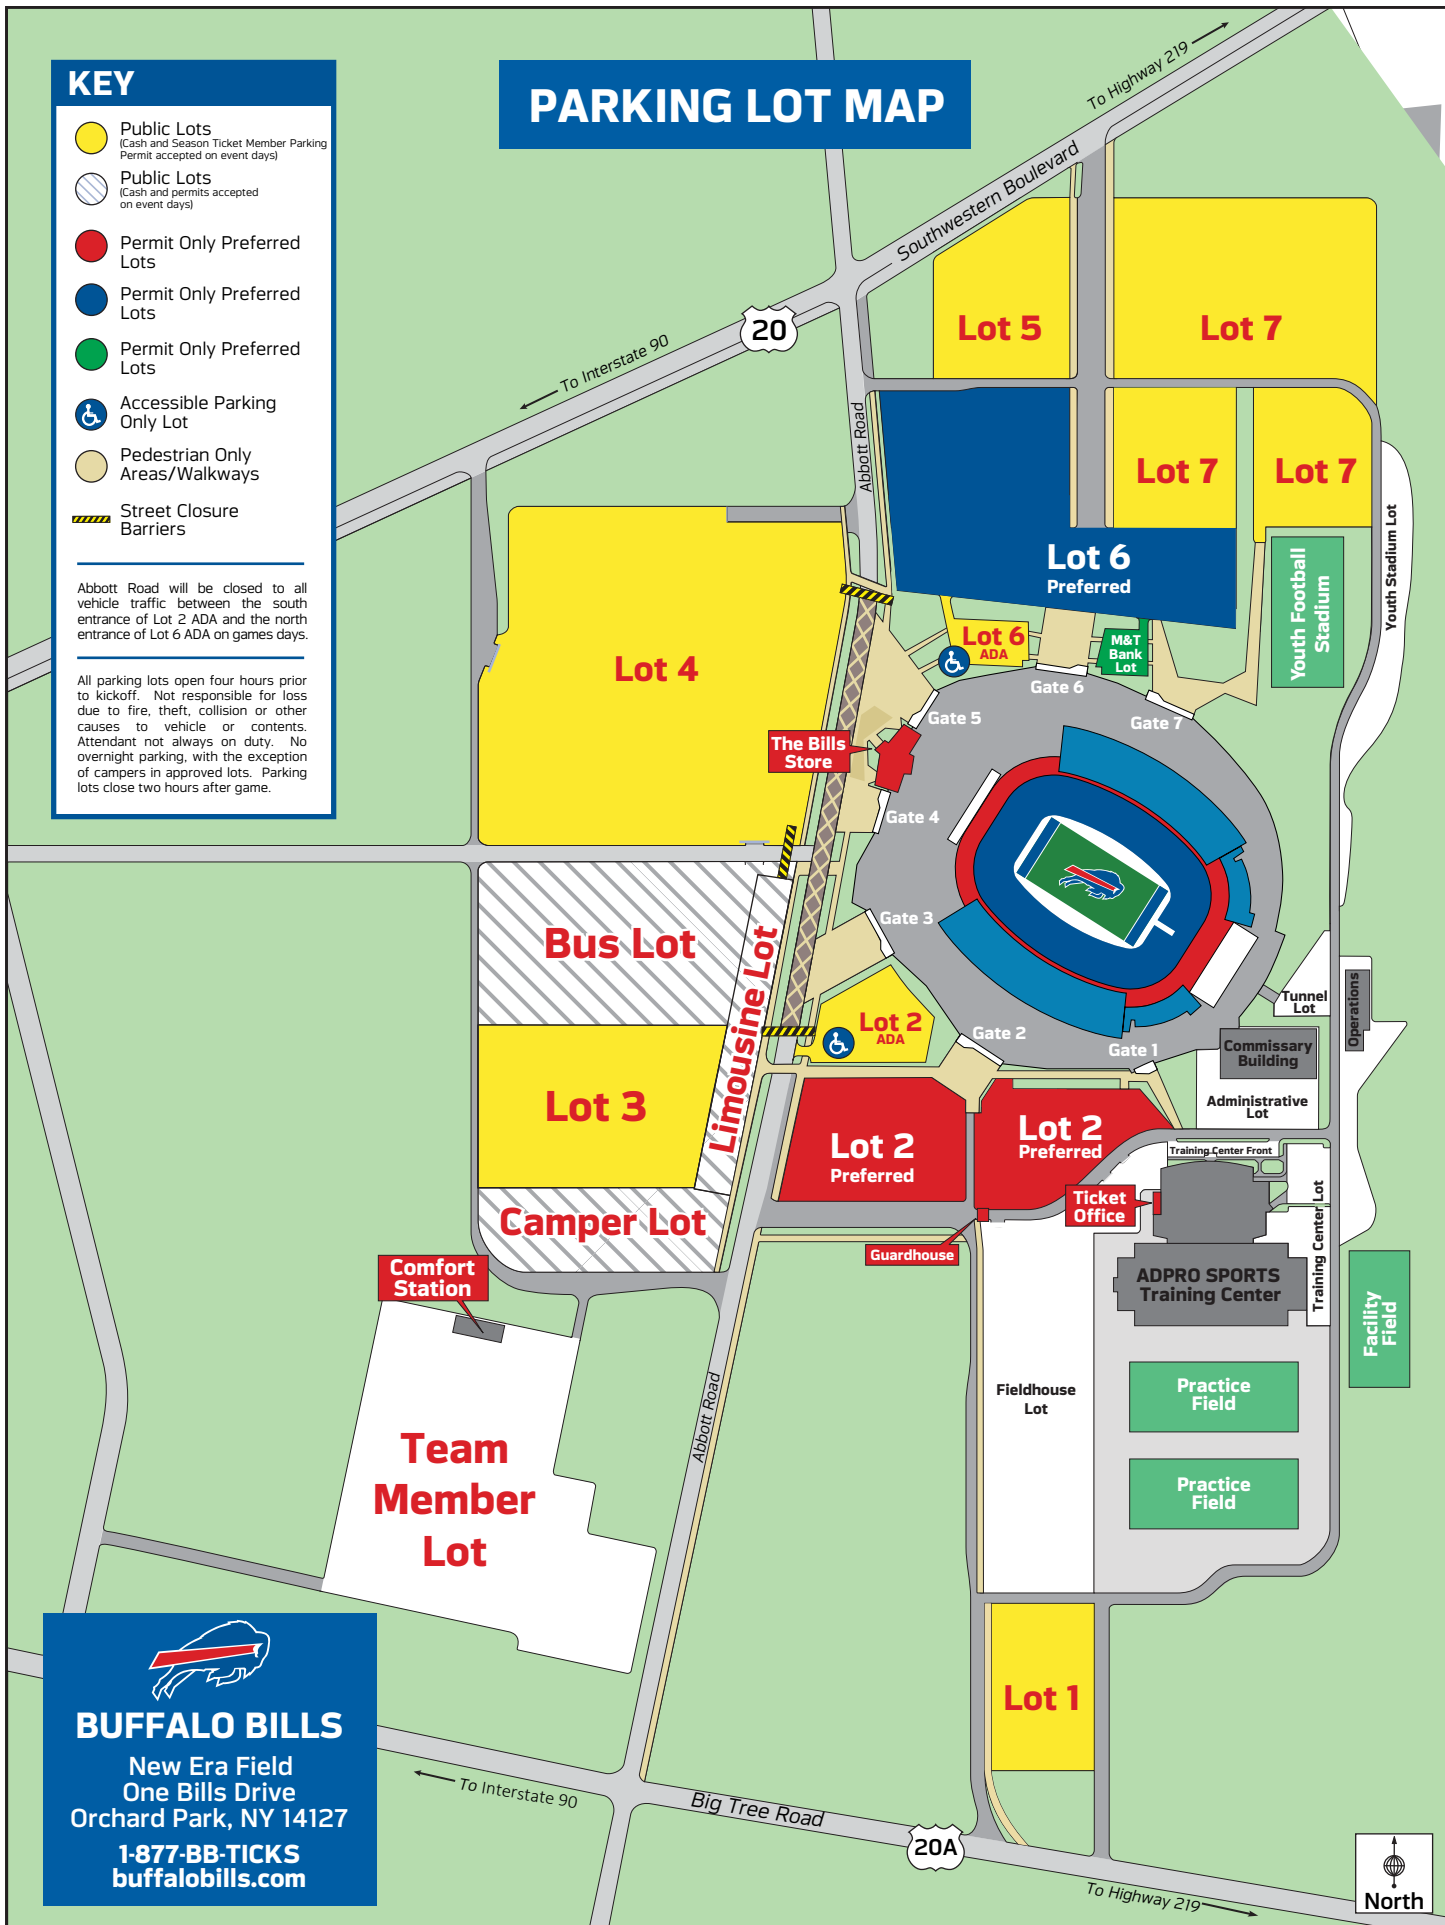 PARKING LOT MAP
KEY
Public Lots
(Cash and Season Ticket Member Parking
Permit accepted on event days)
Public Lots
(Cash and permits accepted
on event days)
Permit Only Preferred
Lots
Permit Only Preferred
Lots
Permit Only Preferred
Lots
Accessible Parking
Only Lot
Pedestrian Only
Areas/Walkways
Street Closure
Barriers
Abbott Road will be closed to all
vehicle traffic between the south
entrance of Lot 2 ADA and the north
entrance of Lot 6 ADA on games days.
All parking lots open four hours prior
to kickoff. Not responsible for loss
due to fire, theft, collision or other
causes to vehicle or contents.
Attendant not always on duty. No
overnight parking, with the exception
of campers in approved lots. Parking
lots close two hours after game.
To Highway 219
Southwestern Boulevard
20
To Interstate 90
Abbott Road
Lot 5
Lot 7
Lot 7
Lot 7
Lot 6
Preferred
Youth Stadium Lot
Youth Football
Stadium
Lot 6
ADA
M&T
Bank
Lot
Lot 4
Gate 6
Gate 5
Gate 7
The Bills
Store
Gate 4
Gate 3
Bus Lot
Limousine Lot
Lot 2
ADA
Gate 2
Gate 1
Tunnel
Lot
Operations
Commissary
Building
Administrative
Lot
Lot 3
Lot 2
Preferred
Lot 2
Preferred
Training Center Front
Ticket
Office
Training Center Lot
Camper Lot
Guardhouse
Comfort
Station
ADPRO SPORTS
Training Center
Facility
Field
Fieldhouse
Lot
Practice
Field
Practice
Field
Abbott Road
Team
Member
Lot
Lot 1
BUFFALO BILLS
New Era Field
One Bills Drive
Orchard Park, NY 14127
1-877-BB-TICKS
buffalobills.com
To Interstate 90
Big Tree Road
20A
To Highway 219
North